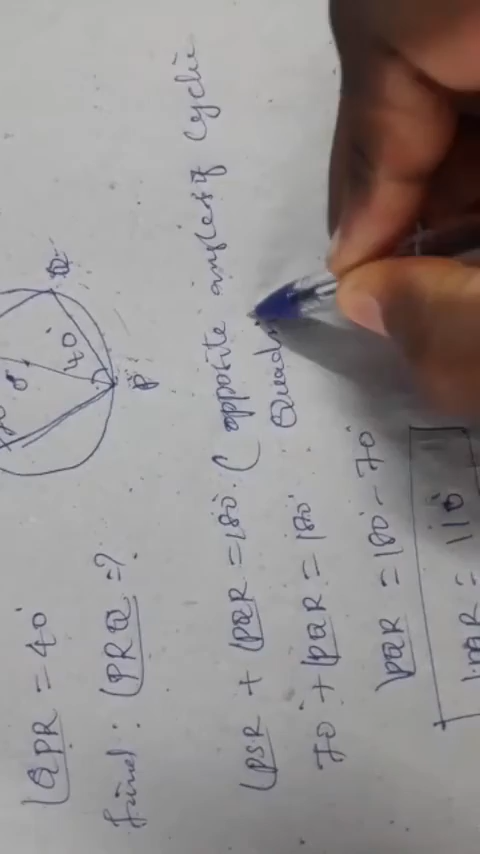 ∠QPR = 40°
Find : ∠PRQ = ?
∠PSR + ∠PQR = 180°. ( opposite angles of cyclic
70° + ∠PQR = 180°
∠PQR = 180° - 70°
∠PQR = 110°
Q
P
40°